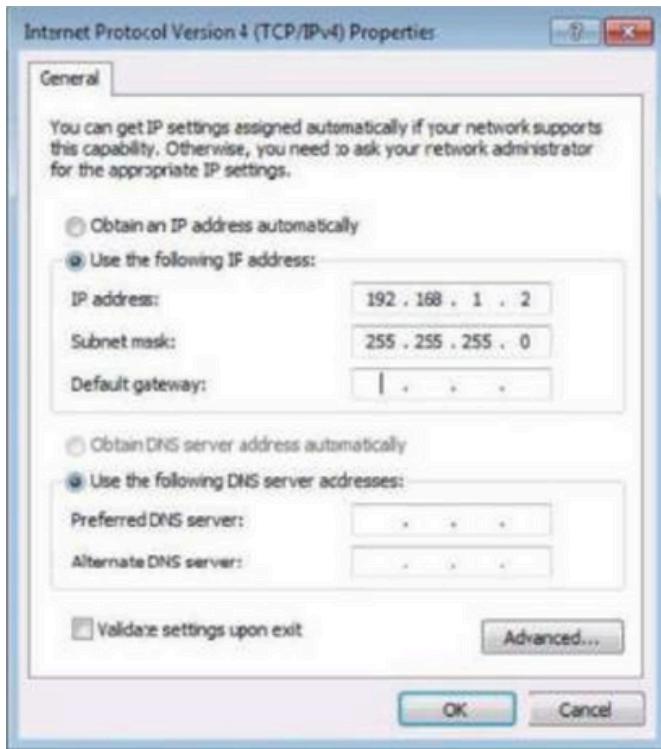 Internet Protocol Version 4 (TCP/IPv4) Properties
General
You can get IP settings assigned automatically if your network supports
this capability. Otherwise, you need to ask your network administrator
for the appropriate IP settings.
Obtain an IP address automatically
Use the following IP address:
IP address: 192 . 168 . 1 . 2
Subnet mask: 255 . 255 . 255 . 0
Default gateway: . . .
Obtain DNS server address automatically
Use the following DNS server addresses:
Preferred DNS server: . . .
Alternate DNS server: . . .
Validate settings upon exit
Advanced...
OK Cancel